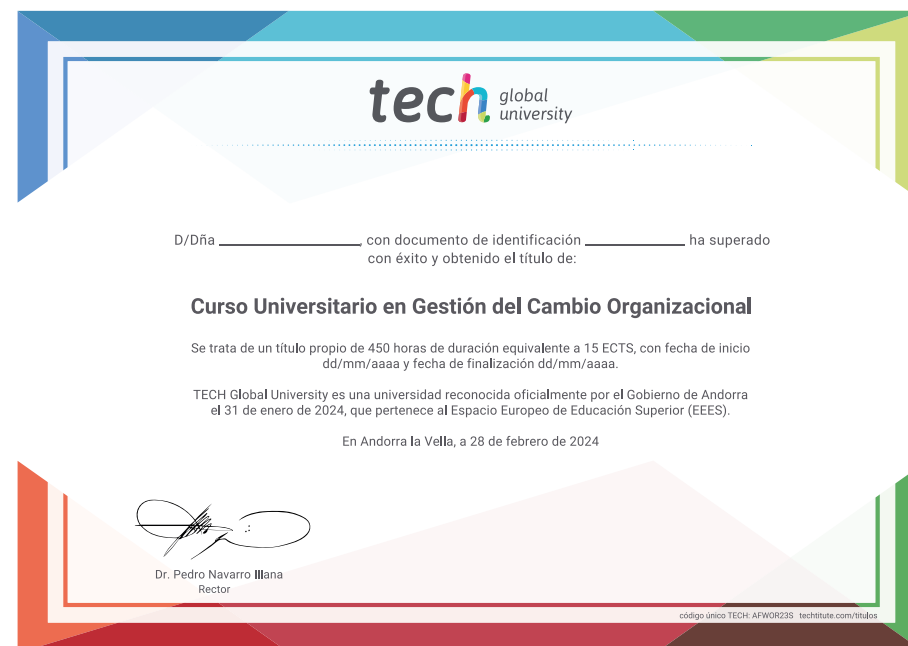 tech global university
D/Dña ____________________, con documento de identificación ______________ ha superado
con éxito y obtenido el título de:
Curso Universitario en Gestión del Cambio Organizacional
Se trata de un título propio de 450 horas de duración equivalente a 15 ECTS, con fecha de inicio
dd/mm/aaaa y fecha de finalización dd/mm/aaaa.
TECH Global University es una universidad reconocida oficialmente por el Gobierno de Andorra
el 31 de enero de 2024, que pertenece al Espacio Europeo de Educación Superior (EEES).
En Andorra la Vella, a 28 de febrero de 2024
Dr. Pedro Navarro Illana
Rector
código único TECH: AFWOR23S techtitute.com/titulos